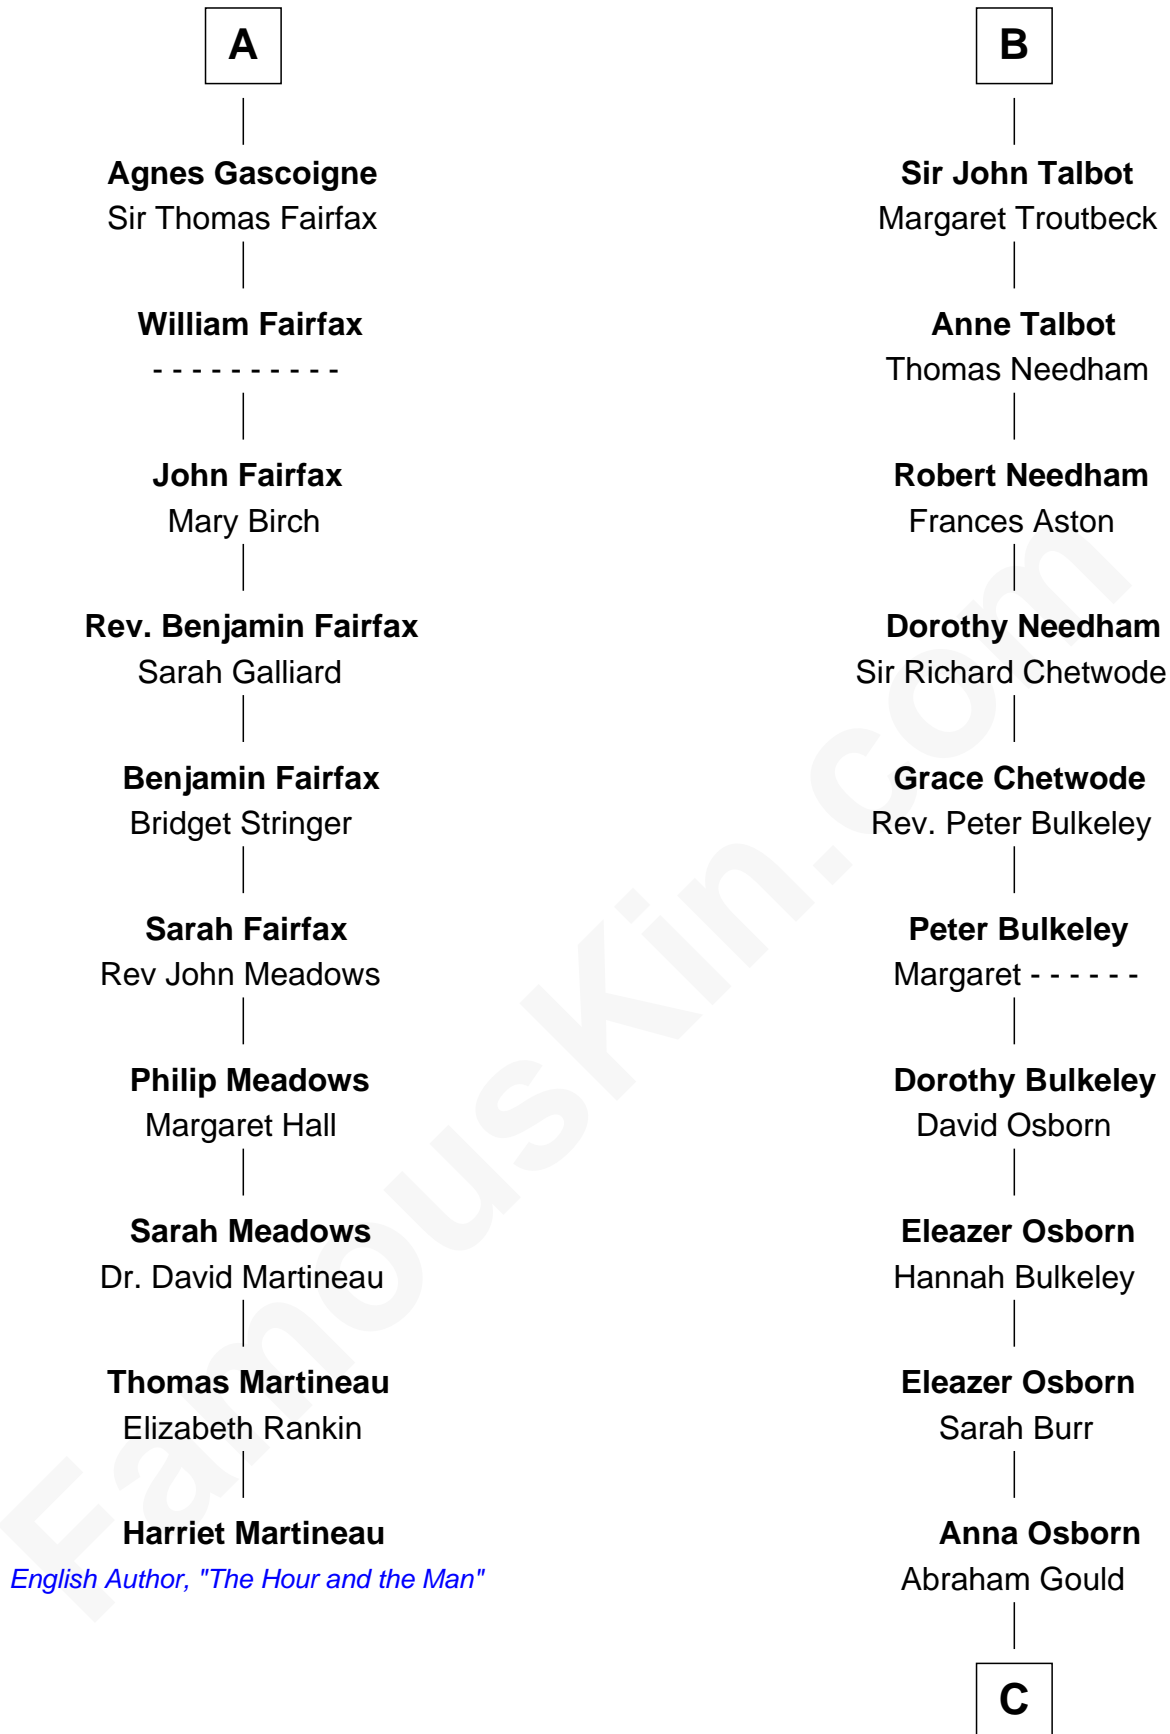 A
Agnes Gascoigne
Sir Thomas Fairfax
William Fairfax
- - - - - - - - - -
John Fairfax
Mary Birch
Rev. Benjamin Fairfax
Sarah Galliard
Benjamin Fairfax
Bridget Stringer
Sarah Fairfax
Rev John Meadows
Philip Meadows
Margaret Hall
Sarah Meadows
Dr. David Martineau
Thomas Martineau
Elizabeth Rankin
Harriet Martineau
English Author, "The Hour and the Man"
B
Sir John Talbot
Margaret Troutbeck
Anne Talbot
Thomas Needham
Robert Needham
Frances Aston
Dorothy Needham
Sir Richard Chetwode
Grace Chetwode
Rev. Peter Bulkeley
Peter Bulkeley
Margaret - - - - - -
Dorothy Bulkeley
David Osborn
Eleazer Osborn
Hannah Bulkeley
Eleazer Osborn
Sarah Burr
Anna Osborn
Abraham Gould
C
FamousKin.com